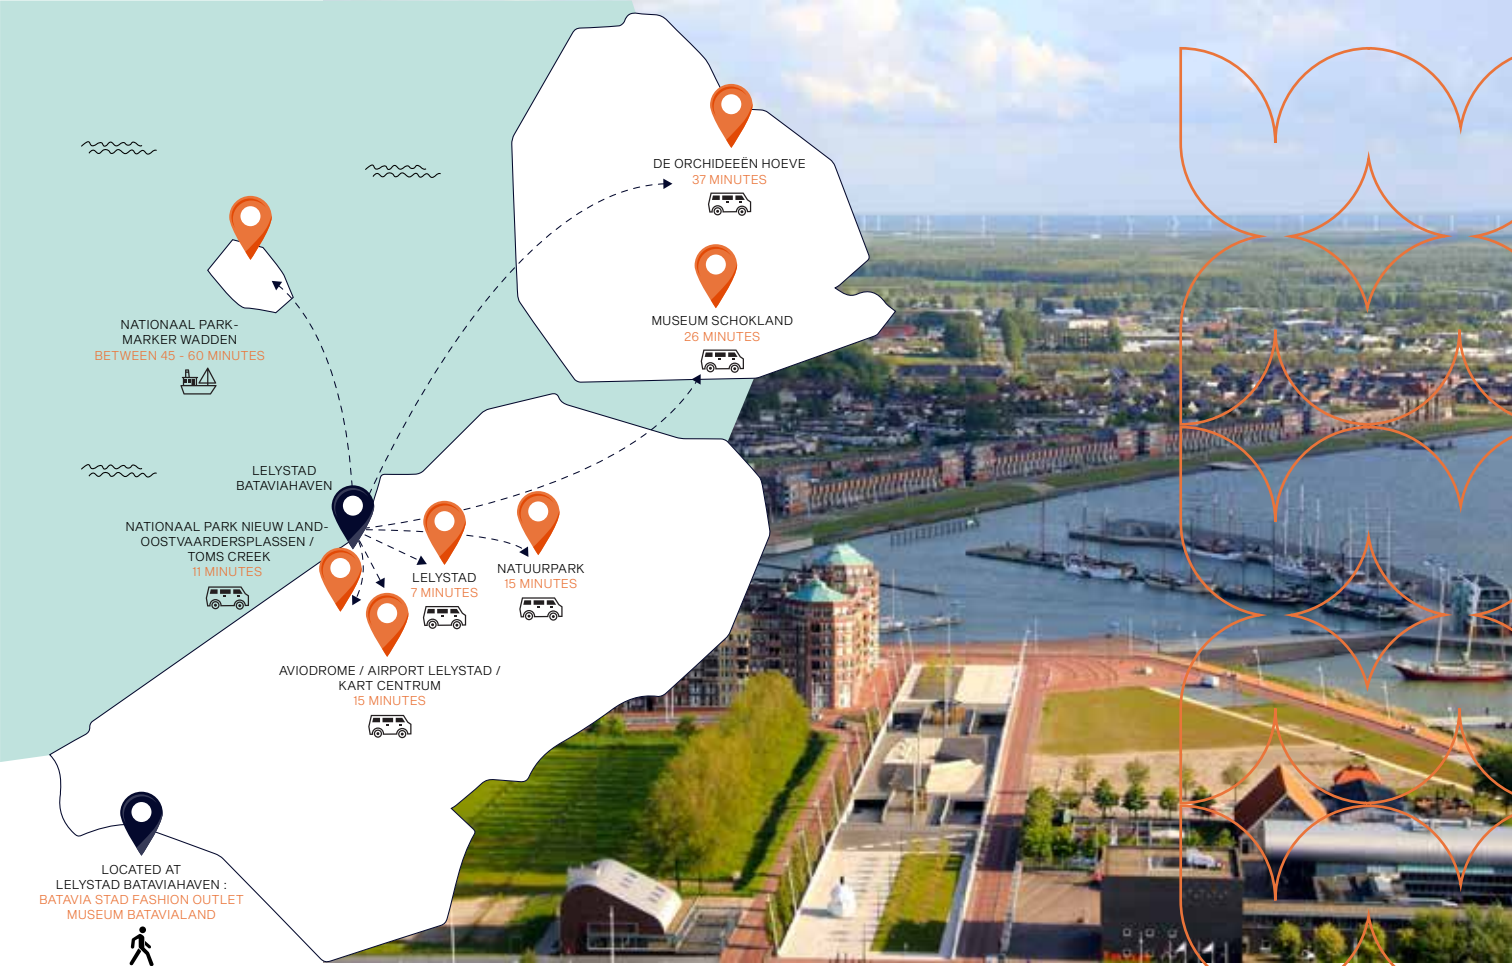 DE ORCHIDEEËN HOEVE
37 MINUTES
MUSEUM SCHOKLAND
26 MINUTES
NATIONAAL PARK-
MARKER WADDEN
BETWEEN 45 - 60 MINUTES
LELYSTAD
BATAVIAHAVEN
NATIONAAL PARK NIEUW LAND-
OOSTVAARDERSPLASSEN /
TOMS CREEK
11 MINUTES
LELYSTAD
7 MINUTES
NATUURPARK
15 MINUTES
AVIODROME / AIRPORT LELYSTAD /
KART CENTRUM
15 MINUTES
LOCATED AT
LELYSTAD BATAVIAHAVEN :
BATAVIA STAD FASHION OUTLET
MUSEUM BATAVIALAND